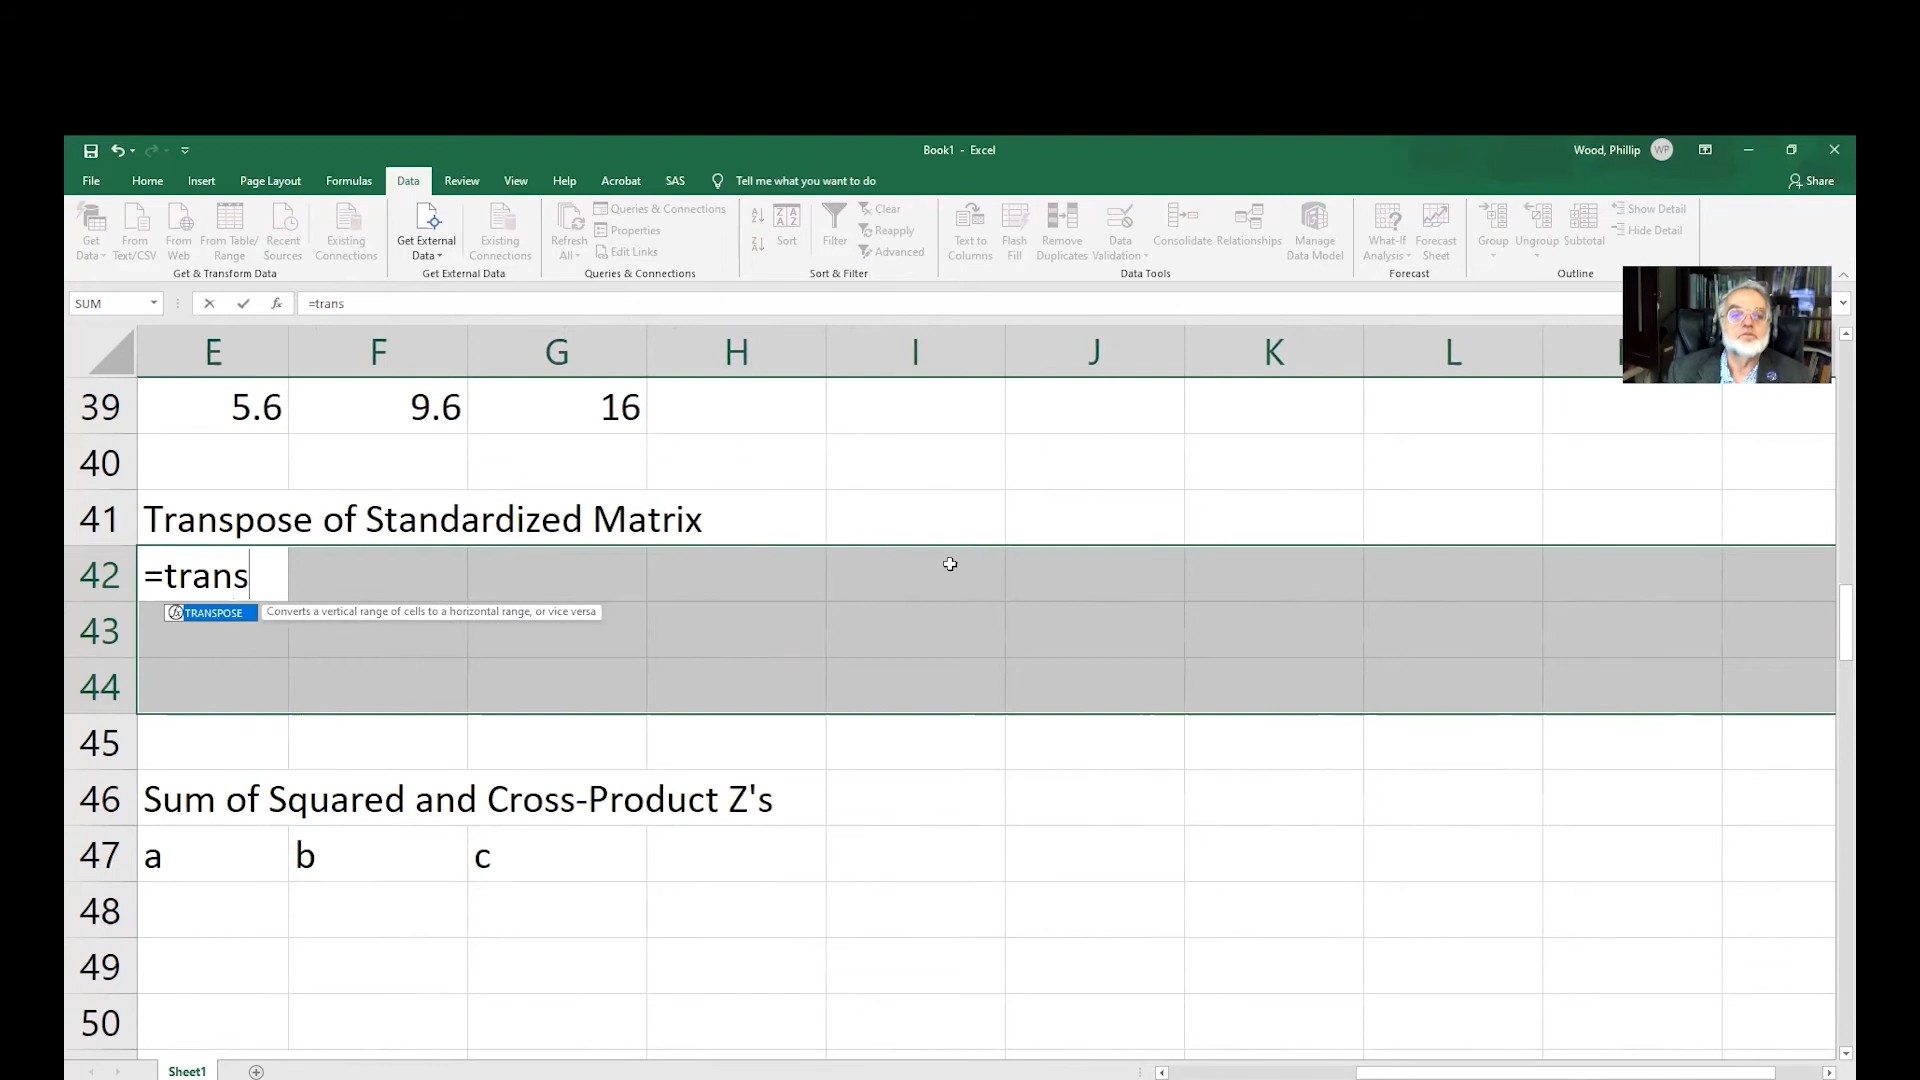 Book1 - Excel
Wood, Phillip WP
File Home Insert Page Layout Formulas Data Review View Help Acrobat SAS Tell me what you want to do Share
Get Data
From Text/CSV
From Web
From Table/ Range
Recent Sources
Existing Connections
Get & Transform Data
Get External Data
Existing Connections
Get External Data
Refresh All
Queries & Connections
Properties
Edit Links
Queries & Connections
Sort
Filter
Clear
Reapply
Advanced
Sort & Filter
Text to Columns
Flash Fill
Remove Duplicates
Data Validation
Consolidate
Relationships
Manage Data Model
Data Tools
What-If Analysis
Forecast Sheet
Forecast
Group
Ungroup
Subtotal
Show Detail
Hide Detail
Outline
SUM fx =trans
E F G H I J K L
39 5.6 9.6 16
40
41 Transpose of Standardized Matrix
42 =trans
TRANSPOSE Converts a vertical range of cells to a horizontal range, or vice versa
43
44
45
46 Sum of Squared and Cross-Product Z's
47 a b c
48
49
50
Sheet1